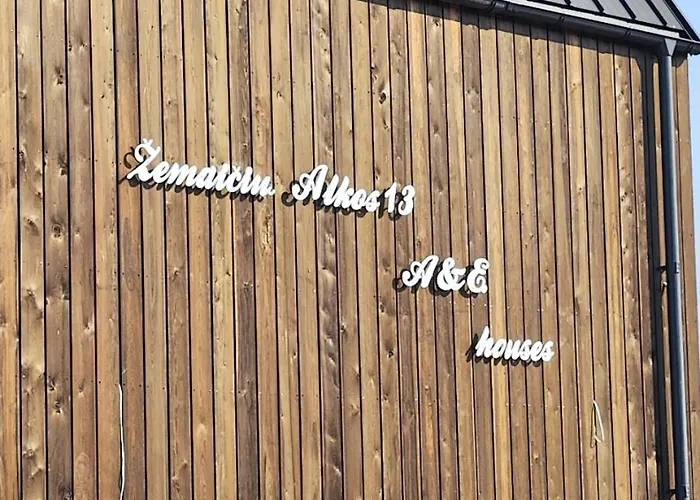 Žemaičių Alkos 13
A&E
houses